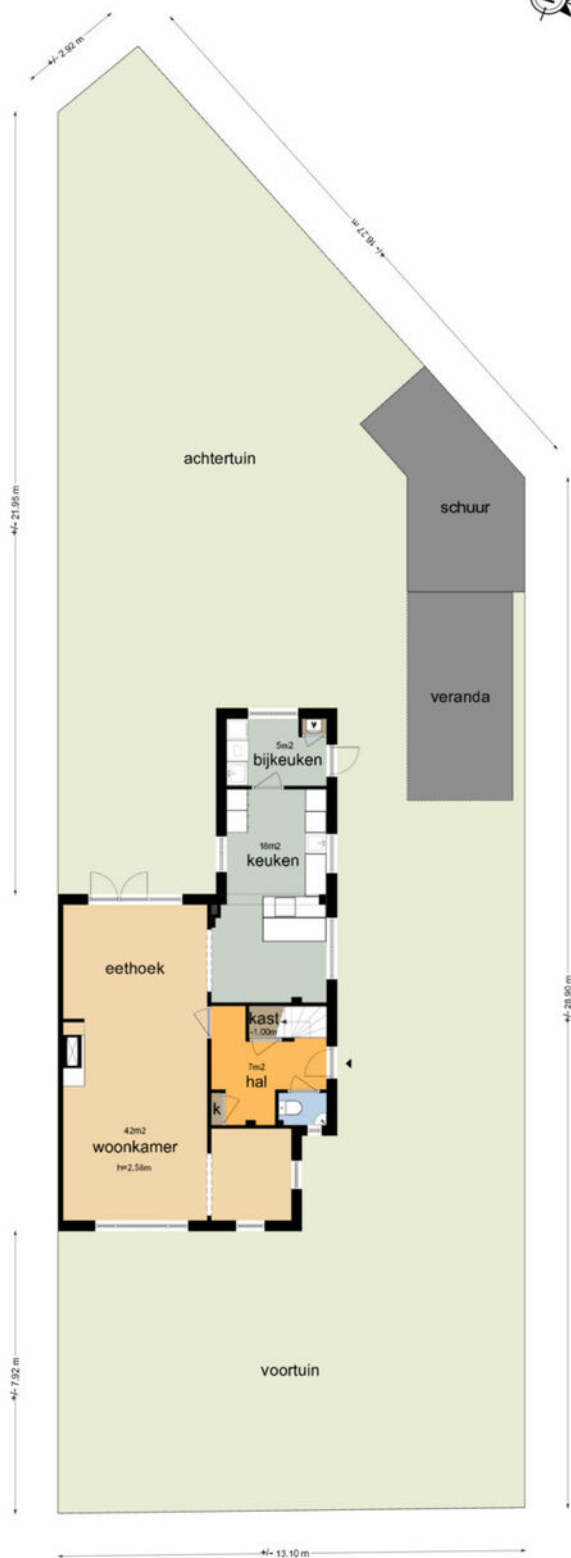 +/- 2.92 m
+/- 16.27 m
+/- 21.95 m
achtertuin
schuur
veranda
5m2
bijkeuken
18m2
keuken
eethoek
+/- 28.90 m
kast
-1.00m
7m2
hal
k
42m2
woonkamer
h=2.58m
+/- 7.92 m
voortuin
+/- 13.10 m